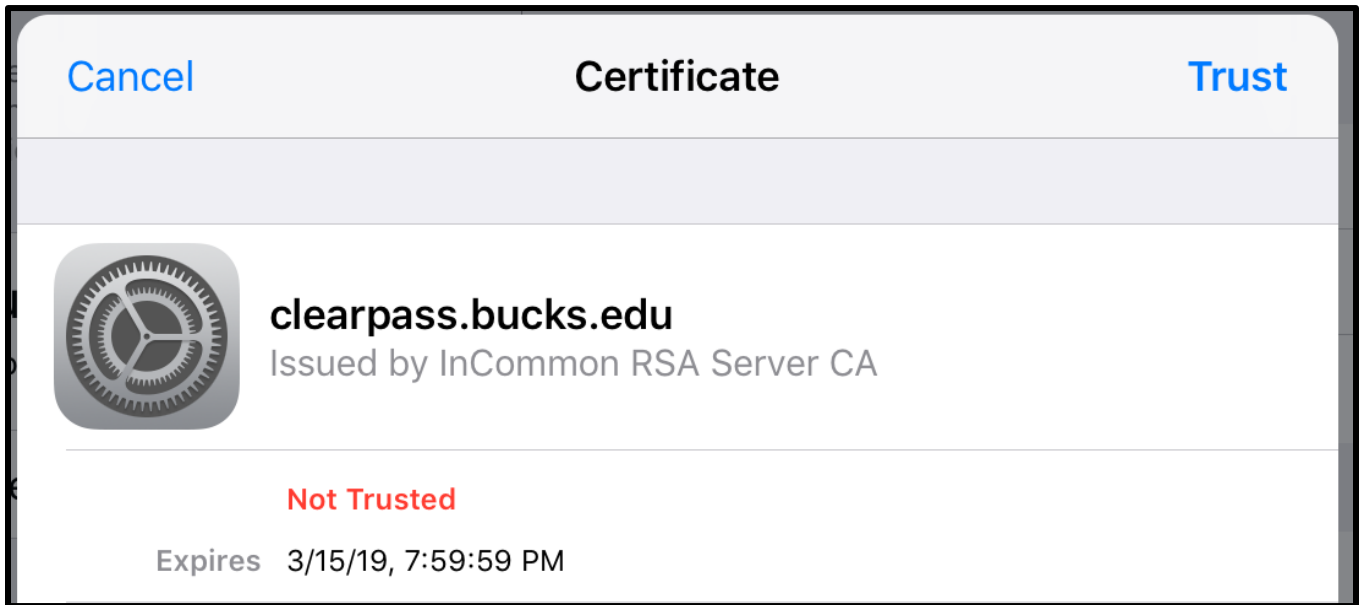 Cancel Certificate Trust
clearpass.bucks.edu
Issued by InCommon RSA Server CA
Not Trusted
Expires 3/15/19, 7:59:59 PM